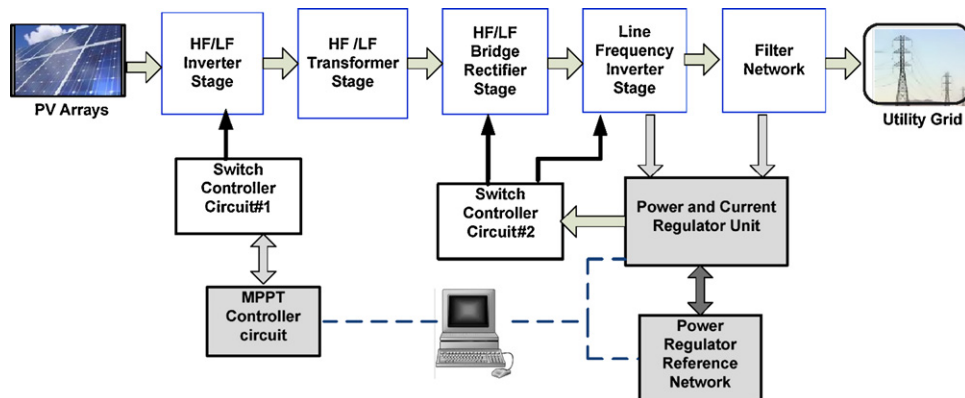 HF/LF
Inverter
Stage
HF /LF
Transformer
Stage
HF/LF
Bridge
Rectifier
Stage
Line
Frequency
Inverter
Stage
Filter
Network
PV Arrays
Utility Grid
Switch
Controller
Circuit#1
Switch
Controller
Circuit#2
Power and Current
Regulator Unit
MPPT
Controller
circuit
Power
Regulator
Reference
Network